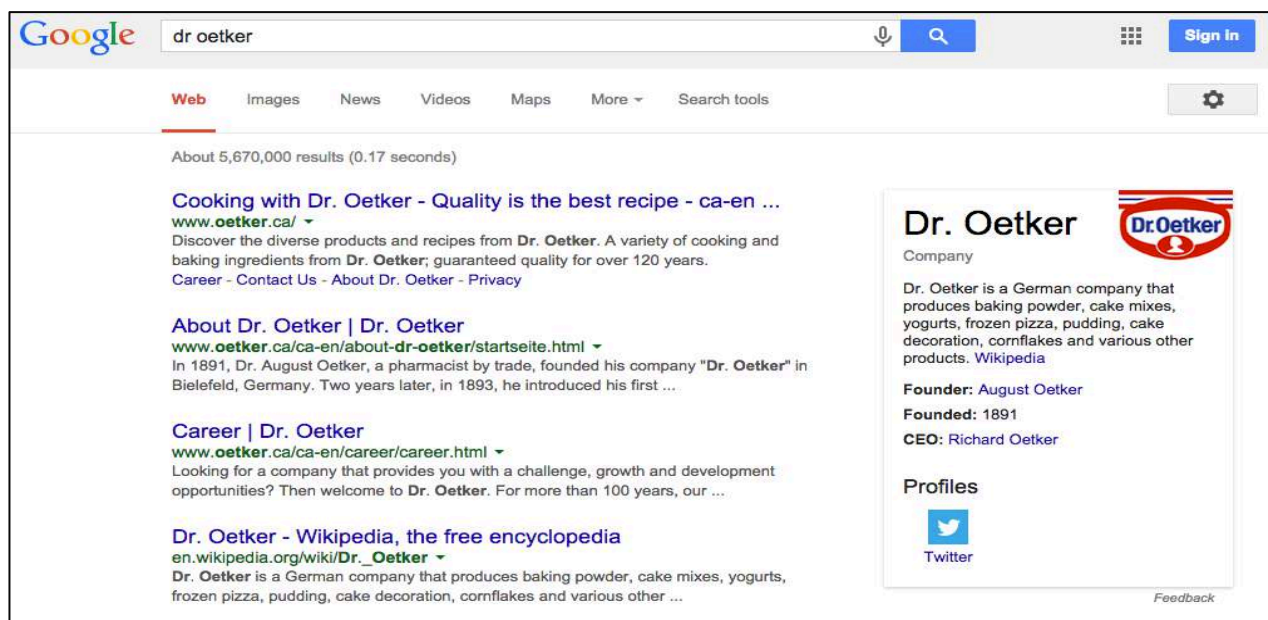 Google
dr oetker
Sign in
Web Images News Videos Maps More Search tools
About 5,670,000 results (0.17 seconds)
Cooking with Dr. Oetker - Quality is the best recipe - ca-en ...
www.oetker.ca/
Discover the diverse products and recipes from Dr. Oetker. A variety of cooking and
baking ingredients from Dr. Oetker; guaranteed quality for over 120 years.
Career - Contact Us - About Dr. Oetker - Privacy
About Dr. Oetker | Dr. Oetker
www.oetker.ca/ca-en/about-dr-oetker/startseite.html
In 1891, Dr. August Oetker, a pharmacist by trade, founded his company "Dr. Oetker" in
Bielefeld, Germany. Two years later, in 1893, he introduced his first ...
Career | Dr. Oetker
www.oetker.ca/ca-en/career/career.html
Looking for a company that provides you with a challenge, growth and development
opportunities? Then welcome to Dr. Oetker. For more than 100 years, our ...
Dr. Oetker - Wikipedia, the free encyclopedia
en.wikipedia.org/wiki/Dr._Oetker
Dr. Oetker is a German company that produces baking powder, cake mixes, yogurts,
frozen pizza, pudding, cake decoration, cornflakes and various other ...
Dr. Oetker
Dr.Oetker
Company
Dr. Oetker is a German company that
produces baking powder, cake mixes,
yogurts, frozen pizza, pudding, cake
decoration, cornflakes and various other
products. Wikipedia
Founder: August Oetker
Founded: 1891
CEO: Richard Oetker
Profiles
Twitter
Feedback